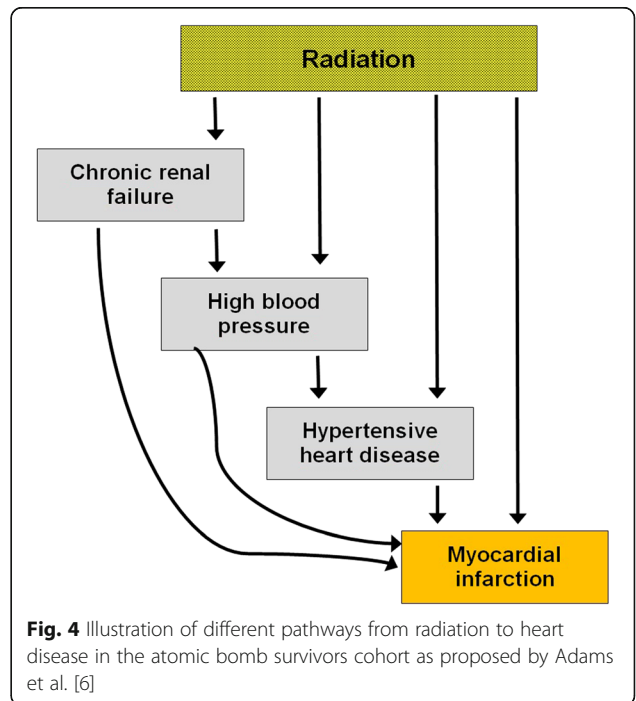 Radiation
Chronic renal
failure
High blood
pressure
Hypertensive
heart disease
Myocardial
infarction
Fig. 4 Illustration of different pathways from radiation to heart
disease in the atomic bomb survivors cohort as proposed by Adams
et al. [6]